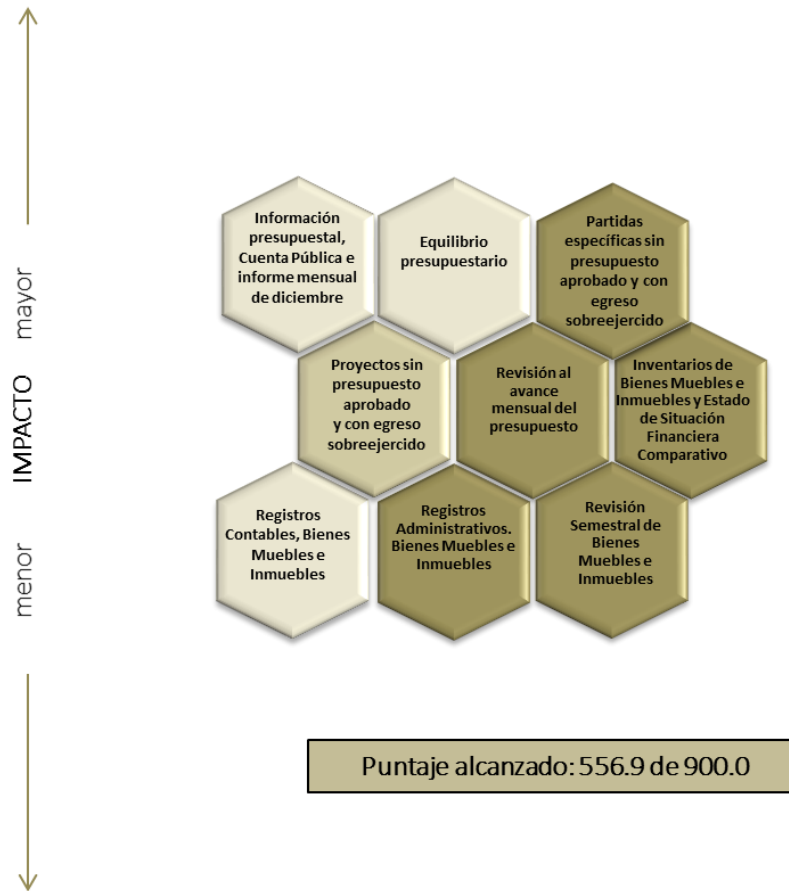 mayor
IMPACTO
menor
Información
presupuestal,
Cuenta Pública e
informe mensual
de diciembre
Equilibrio
presupuestario
Partidas
específicas sin
presupuesto
aprobado y con
egreso
sobreejercido
Proyectos sin
presupuesto
aprobado
y con egreso
sobreejercido
Revisión al
avance
mensual del
presupuesto
Inventarios de
Bienes Muebles e
Inmuebles y Estado
de Situación
Financiera
Comparativo
Registros
Contables, Bienes
Muebles e
Inmuebles
Registros
Administrativos.
Bienes Muebles e
Inmuebles
Revisión
Semestral de
Bienes
Muebles e
Inmuebles
Puntaje alcanzado: 556.9 de 900.0